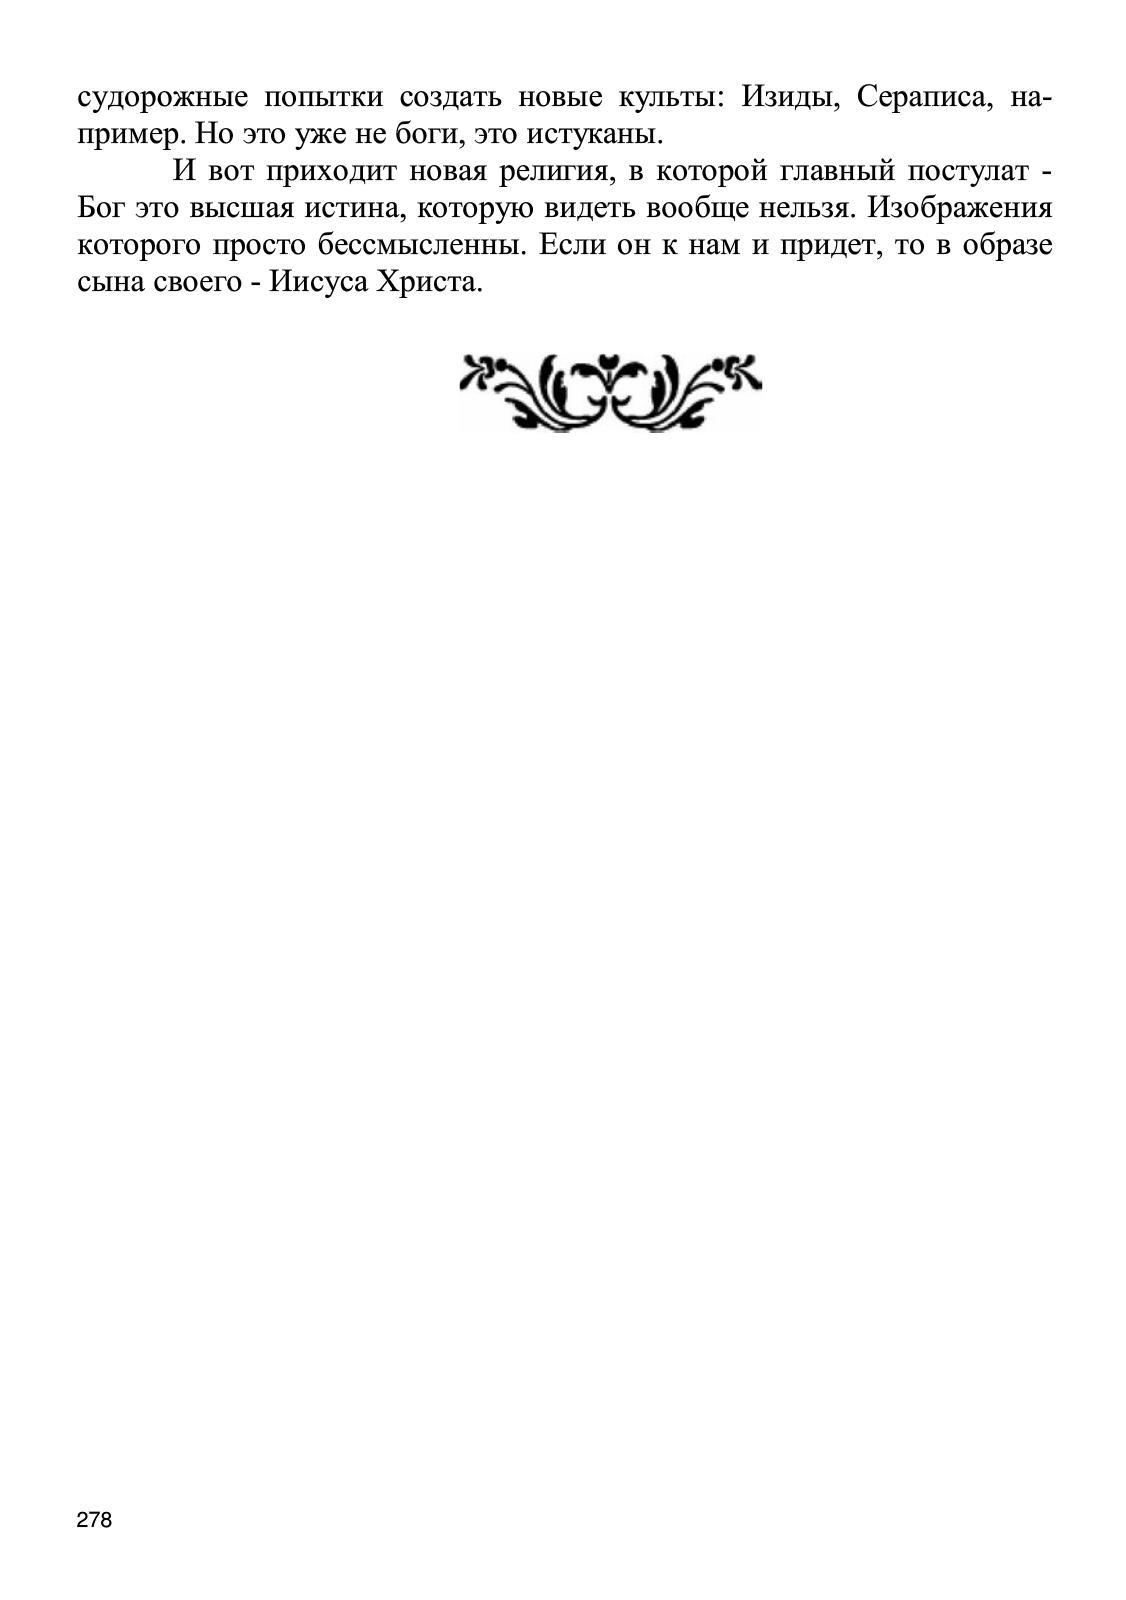 судорожные попытки создать новые культы: Изиды, Сераписа, на-
пример. Но это уже не боги, это истуканы.
И вот приходит новая религия, в которой главный постулат -
Бог это высшая истина, которую видеть вообще нельзя. Изображения
которого просто бессмысленны. Если он к нам и придет, то в образе
сына своего - Иисуса Христа.
278